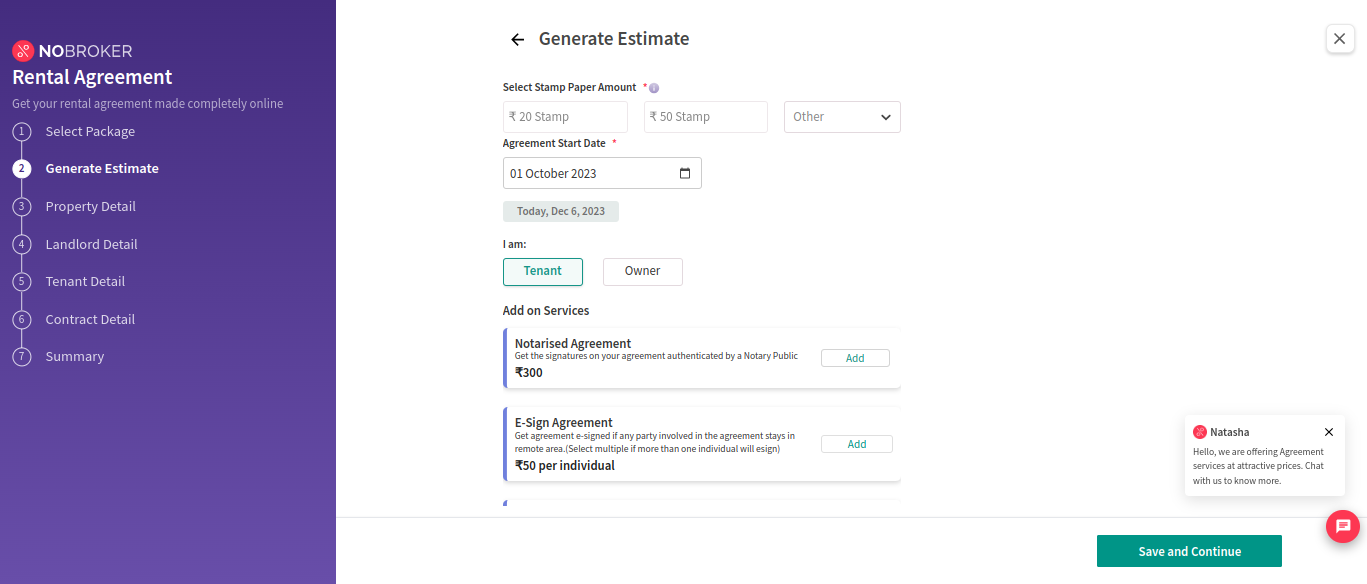 NOBROKER
Rental Agreement
Get your rental agreement made completely online
1 Select Package
2 Generate Estimate
3 Property Detail
4 Landlord Detail
5 Tenant Detail
6 Contract Detail
7 Summary
Generate Estimate
Select Stamp Paper Amount * i
₹ 20 Stamp ₹ 50 Stamp Other
Agreement Start Date *
01 October 2023
Today, Dec 6, 2023
I am:
Tenant Owner
Add on Services
Notarised Agreement
Get the signatures on your agreement authenticated by a Notary Public
₹300
Add
E-Sign Agreement
Get agreement e-signed if any party involved in the agreement stays in
remote area.(Select multiple if more than one individual will esign)
₹50 per individual
Add
Natasha
Hello, we are offering Agreement
services at attractive prices. Chat
with us to know more.
Save and Continue